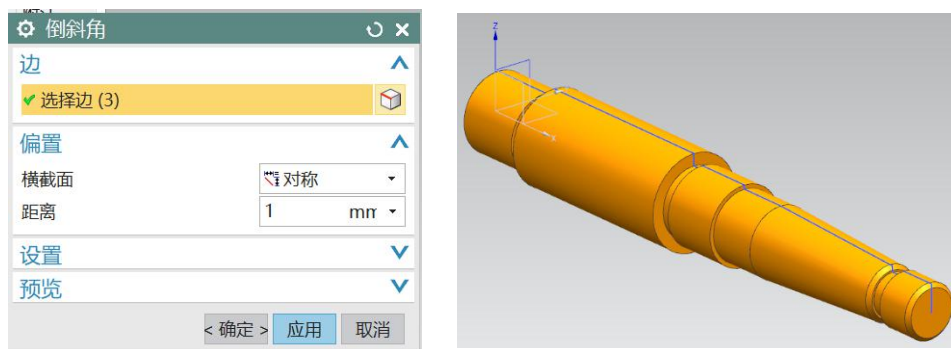 倒斜角
边
选择边 (3)
偏置
横截面 对称
距离 1 mm
设置
预览
< 确定 > 应用 取消
z
x